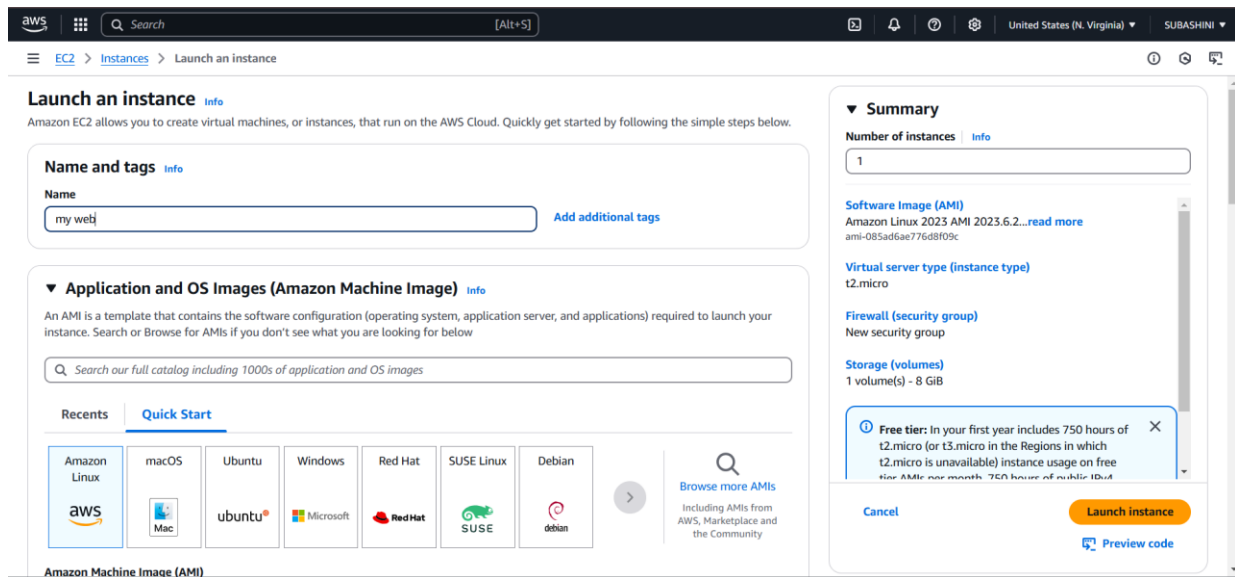 aws
Search
[Alt+S]
United States (N. Virginia)
SUBASHINI
EC2 > Instances > Launch an instance
Launch an instance Info
Amazon EC2 allows you to create virtual machines, or instances, that run on the AWS Cloud. Quickly get started by following the simple steps below.
Name and tags Info
Name
my web
Add additional tags
Application and OS Images (Amazon Machine Image) Info
An AMI is a template that contains the software configuration (operating system, application server, and applications) required to launch your
instance. Search or Browse for AMIs if you don't see what you are looking for
below
Search our full catalog including 1000s of application and OS images
Recents
Quick Start
Amazon
Linux
aws
macOS
Mac
Ubuntu
ubuntu
Windows
Microsoft
Red Hat
Red Hat
SUSE Linux
SUSE
Debian
debian
Browse more AMIs
Including AMIs from
AWS, Marketplace and
the Community
Amazon Machine Image (AMI)
Summary
Number of instances Info
1
Software Image (AMI)
Amazon Linux 2023 AMI 2023.6.2...read more
ami-085ad6ae776d8f09c
Virtual server type (instance type)
t2.micro
Firewall (security group)
New security group
Storage (volumes)
1 volume(s) - 8 GiB
Free tier: In your first year includes 750 hours of
t2.micro (or t3.micro in the Regions in which
t2.micro is unavailable) instance usage on free
tier AMIs per month, 750 hours of public IPv4
Cancel
Launch instance
Preview code